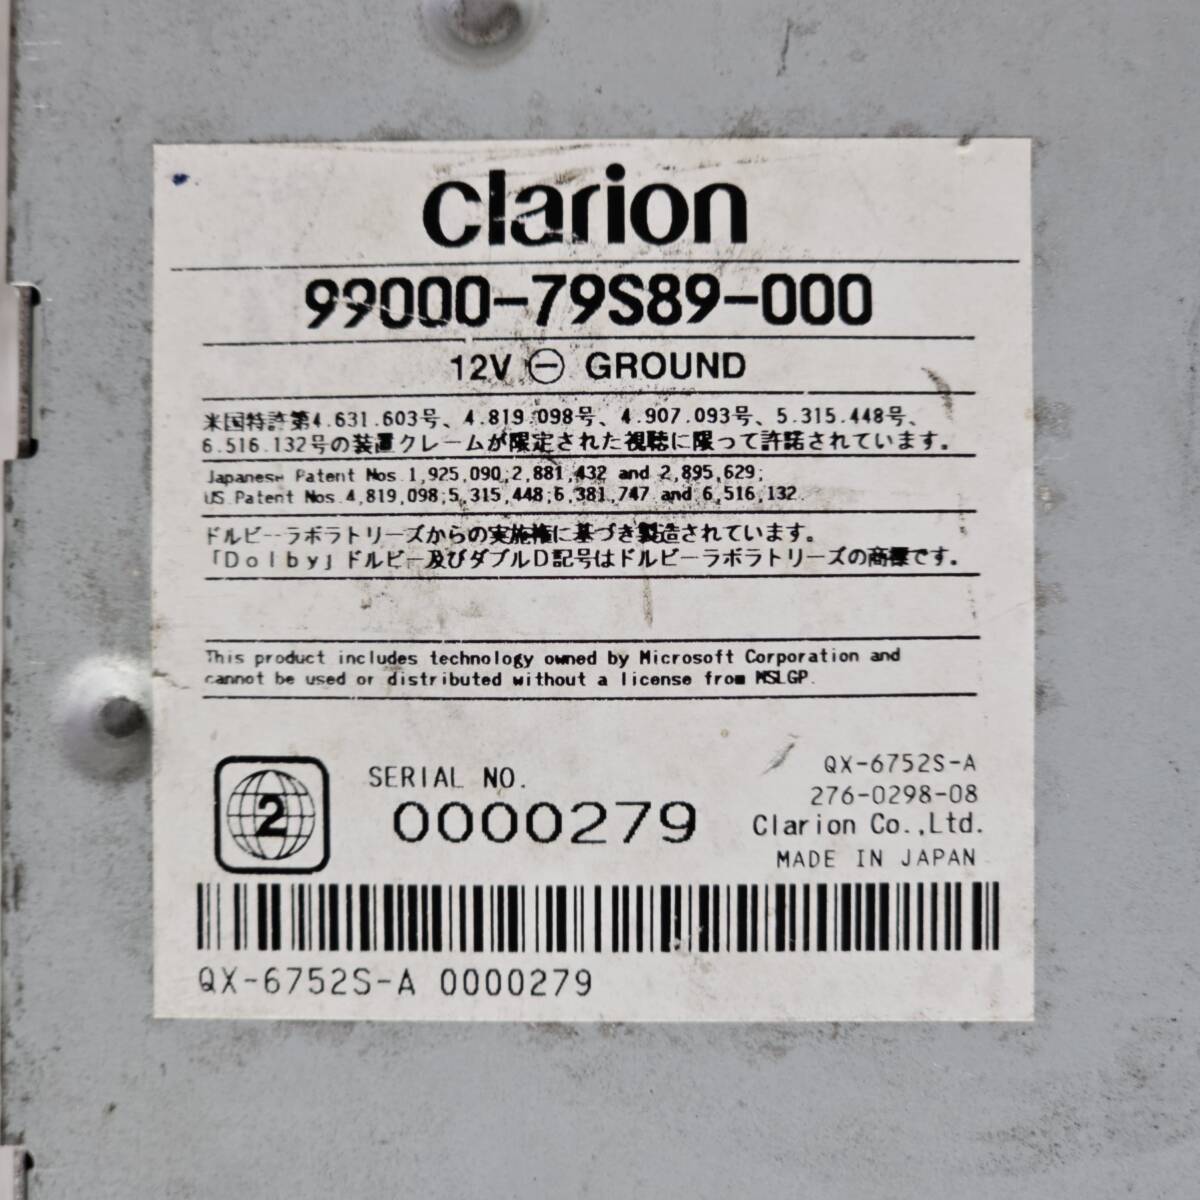 clarion
99000-79S89-000
12V ⊖ GROUND
米国特許第4.631.603号、4.819.098号、4.907.093号、5.315.448号、
6.516.132号の装置クレームが限定された視聴に限って許諾されています。
Japanese Patent Nos.1,925,090;2,881,432 and 2,895,629;
US Patent Nos.4,819,098;5,315,448;6,381,747 and 6,516,132.
ドルビーラボラトリーズからの実施権に基づき製造されています。
「Dolby」ドルビー及びダブルD記号はドルビーラボラトリーズの商標です。
This product includes technology owned by Microsoft Corporation and
cannot be used or distributed without a license from MSLGP.
2
SERIAL NO.
0000279
QX-6752S-A
276-0298-08
Clarion Co.,Ltd.
MADE IN JAPAN
QX-6752S-A 0000279